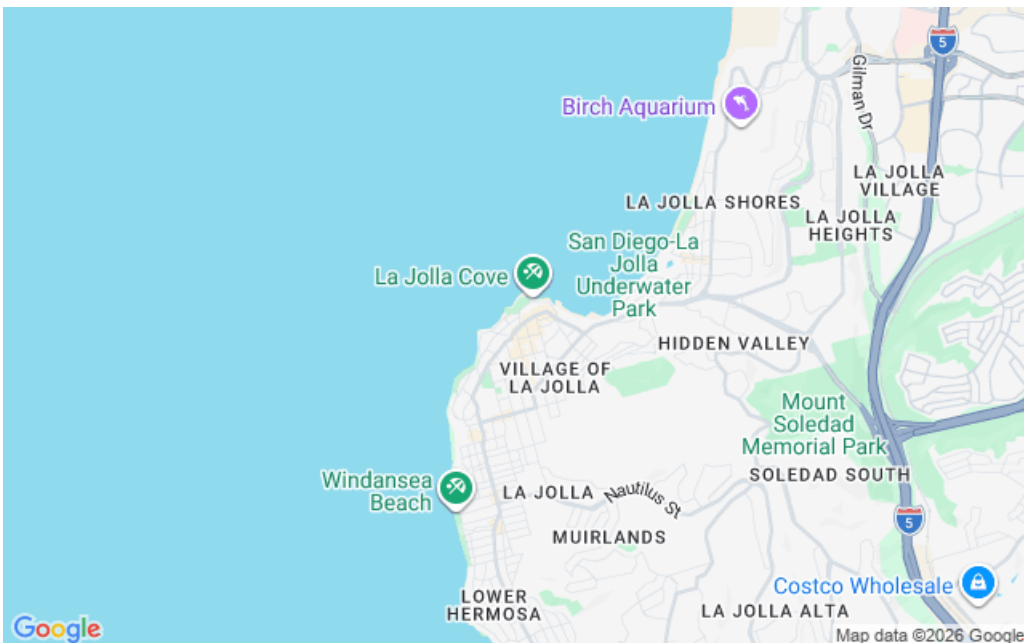 5
Gilman Dr
Birch Aquarium
LA JOLLA
VILLAGE
LA JOLLA SHORES
LA JOLLA
HEIGHTS
San Diego-La
Jolla
Underwater
Park
La Jolla Cove
HIDDEN VALLEY
VILLAGE OF
LA JOLLA
Mount
Soledad
Memorial Park
SOLEDAD SOUTH
Windansea
Beach
LA JOLLA
Nautilus St
5
MUIRLANDS
Costco Wholesale
LOWER
HERMOSA
LA JOLLA ALTA
Google
Map data ©2026 Google